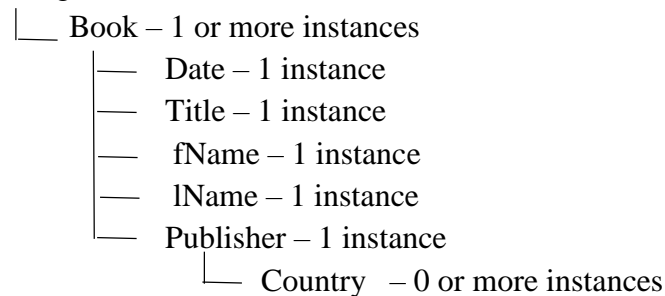 Book – 1 or more instances
Date – 1 instance
Title – 1 instance
fName – 1 instance
lName – 1 instance
Publisher – 1 instance
Country – 0 or more instances